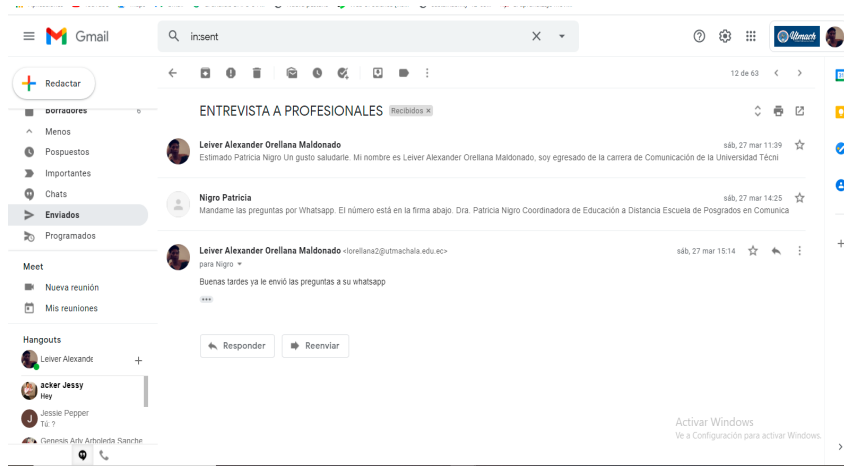 Gmail
in:sent
Utmach
Redactar
12 de 63
Borradores 6
Menos
Pospuestos
Importantes
Chats
Enviados
Programados
Meet
Nueva reunión
Mis reuniones
Hangouts
Leiver Alexande
acker Jessy
Hey
J
Jessie Pepper
Tú: ?
Genesis Ady Arboleda Sanche
ENTREVISTA A PROFESIONALES Recibidos ×
Leiver Alexander Orellana Maldonado sáb, 27 mar 11:39
Estimado Patricia Nigro Un gusto saludarle. Mi nombre es Leiver Alexander Orellana Maldonado, soy egresado de la carrera de Comunicación de la Universidad Técni
Nigro Patricia sáb, 27 mar 14:25
Mandame las preguntas por Whatsapp. El número está en la firma abajo. Dra. Patricia Nigro Coordinadora de Educación a Distancia Escuela de Posgrados en Comunica
Leiver Alexander Orellana Maldonado <lorellana2@utmachala.edu.ec> sáb, 27 mar 15:14
para Nigro
Buenas tardes ya le envió las preguntas a su whatsapp
Responder
Reenviar
Activar Windows
Ve a Configuración para activar Windows.